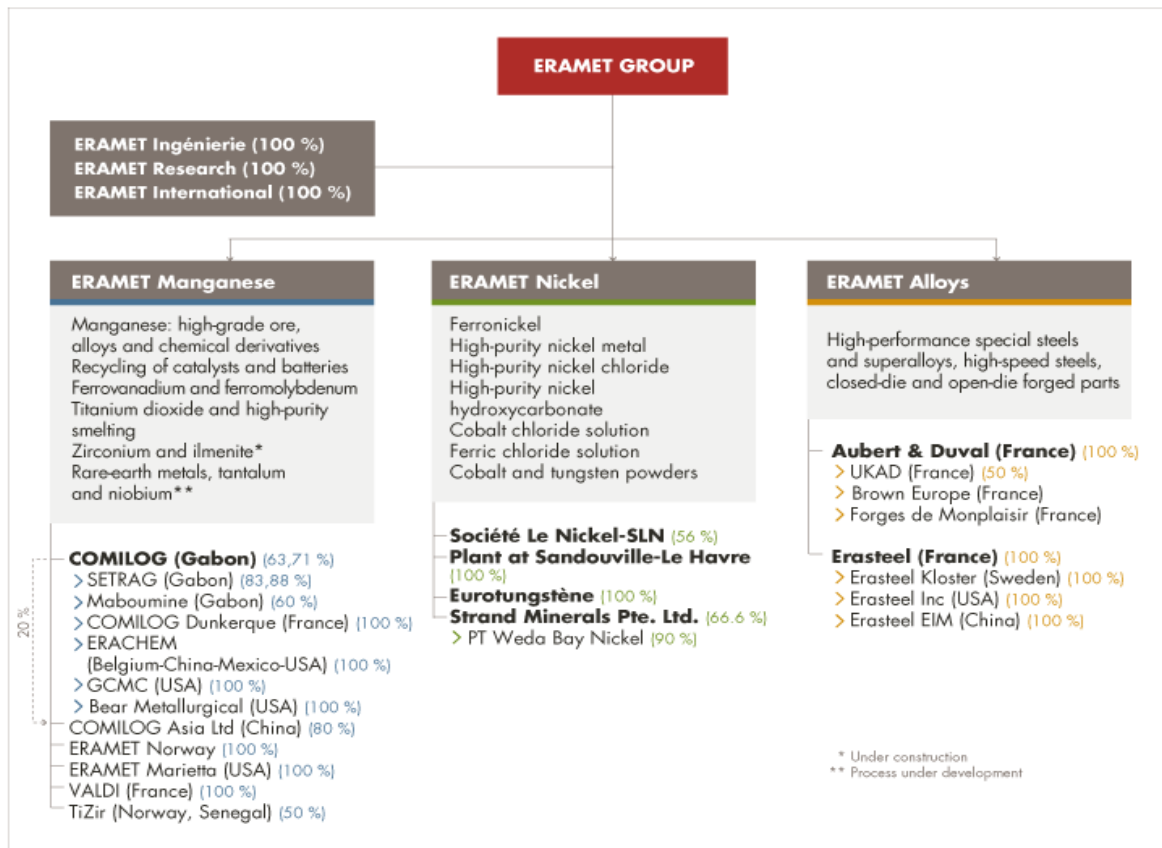 ERAMET GROUP
ERAMET Ingénierie (100 %)
ERAMET Research (100 %)
ERAMET International (100 %)
ERAMET Manganese
Manganese: high-grade ore,
alloys and chemical derivatives
Recycling of catalysts and batteries
Ferrovanadium and ferromolybdenum
Titanium dioxide and high-purity
smelting
Zirconium and ilmenite*
Rare-earth metals, tantalum
and niobium**
COMILOG (Gabon) (63,71 %)
> SETRAG (Gabon) (83,88 %)
> Maboumine (Gabon) (60 %)
> COMILOG Dunkerque (France) (100 %)
> ERACHEM
(Belgium-China-Mexico-USA) (100 %)
> GCMC (USA) (100 %)
> Bear Metallurgical (USA) (100 %)
20 %
COMILOG Asia Ltd (China) (80 %)
ERAMET Norway (100 %)
ERAMET Marietta (USA) (100 %)
VALDI (France) (100 %)
TiZir (Norway, Senegal) (50 %)
ERAMET Nickel
Ferronickel
High-purity nickel metal
High-purity nickel chloride
High-purity nickel
hydroxycarbonate
Cobalt chloride solution
Ferric chloride solution
Cobalt and tungsten powders
Société Le Nickel-SLN (56 %)
Plant at Sandouville-Le Havre
(100 %)
Eurotungstène (100 %)
Strand Minerals Pte. Ltd. (66.6 %)
> PT Weda Bay Nickel (90 %)
ERAMET Alloys
High-performance special steels
and superalloys, high-speed steels,
closed-die and open-die forged parts
Aubert & Duval (France) (100 %)
> UKAD (France) (50 %)
> Brown Europe (France)
> Forges de Monplaisir (France)
Erasteel (France) (100 %)
> Erasteel Kloster (Sweden) (100 %)
> Erasteel Inc (USA) (100 %)
> Erasteel EIM (China) (100 %)
* Under construction
** Process under development